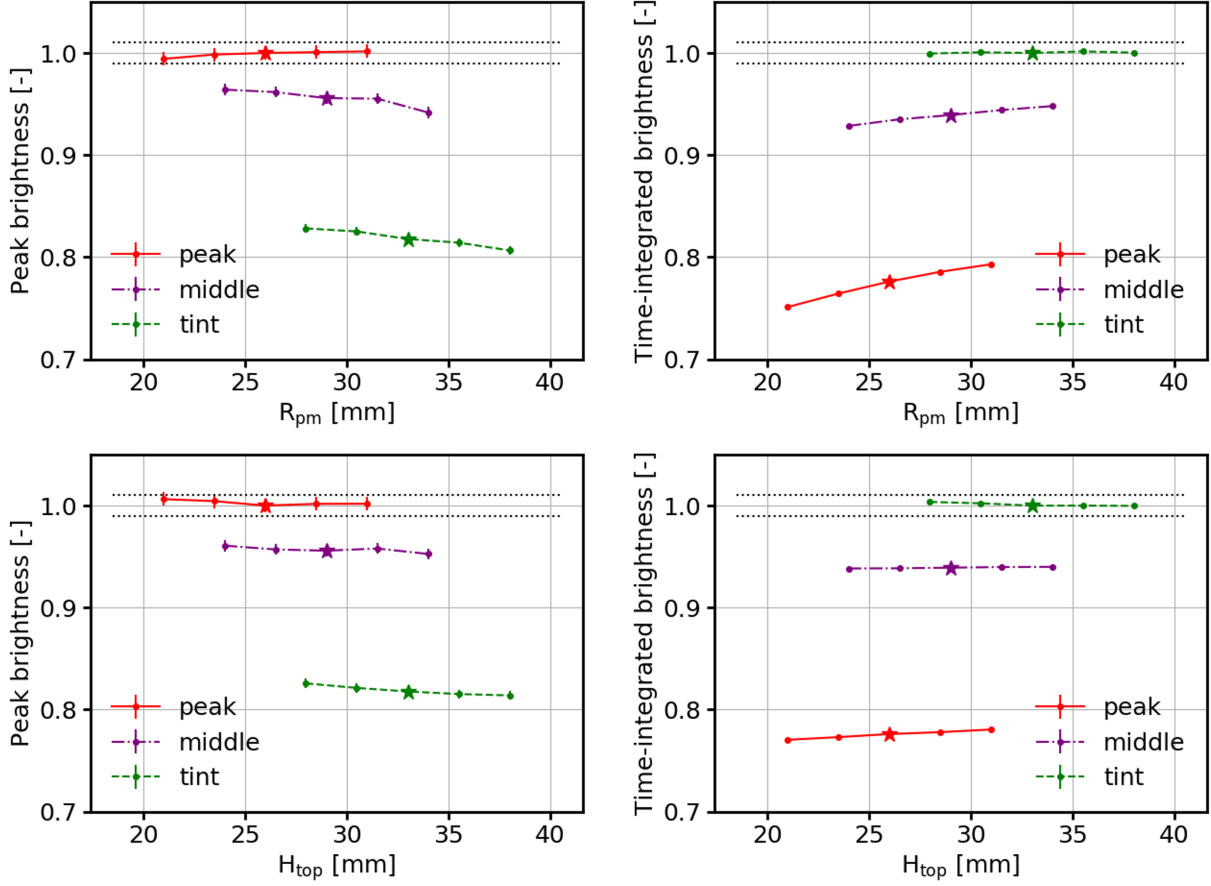 Peak brightness [-]
1.0
0.9
0.8
0.7
peak
middle
tint
20 25 30 35 40
R_pm [mm]
Time-integrated brightness [-]
1.0
0.9
0.8
0.7
peak
middle
tint
20 25 30 35 40
R_pm [mm]
Peak brightness [-]
1.0
0.9
0.8
0.7
peak
middle
tint
20 25 30 35 40
H_top [mm]
Time-integrated brightness [-]
1.0
0.9
0.8
0.7
peak
middle
tint
20 25 30 35 40
H_top [mm]